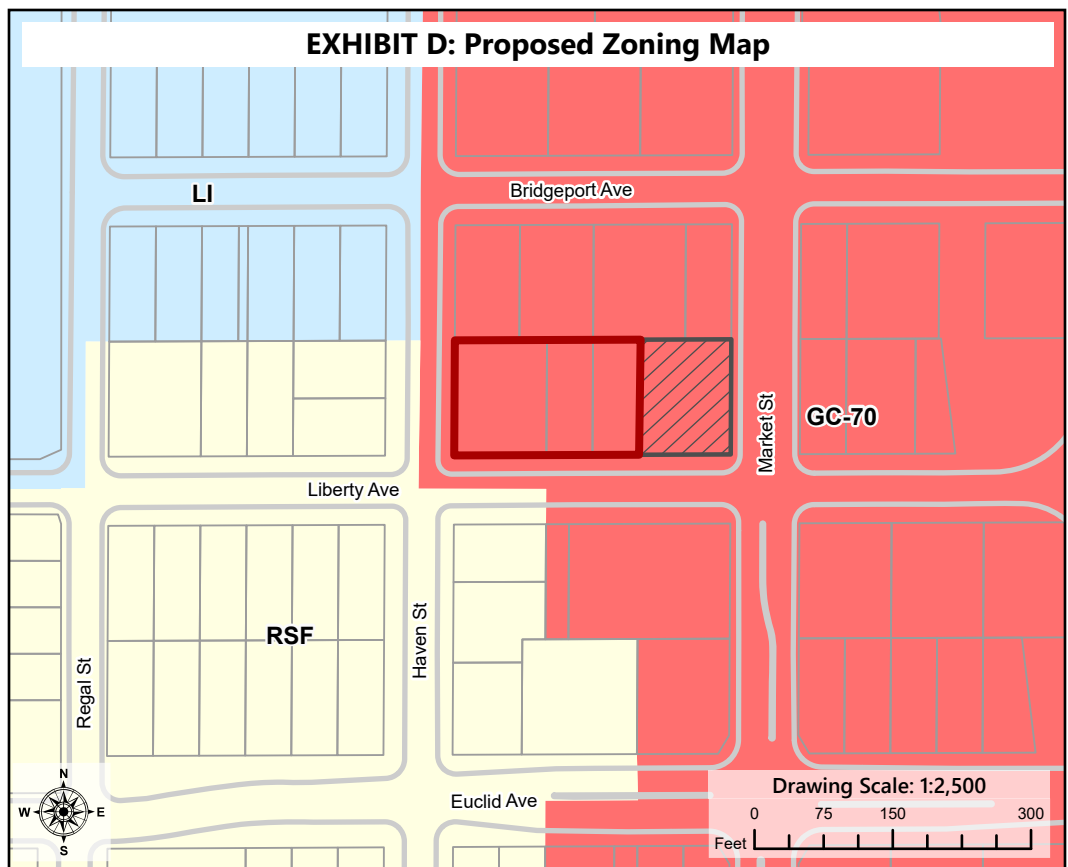 EXHIBIT D: Proposed Zoning Map
LI
Bridgeport Ave
Market St
GC-70
Liberty Ave
Haven St
RSF
Regal St
N
W
E
S
Euclid Ave
Drawing Scale: 1:2,500
0 75 150 300
Feet